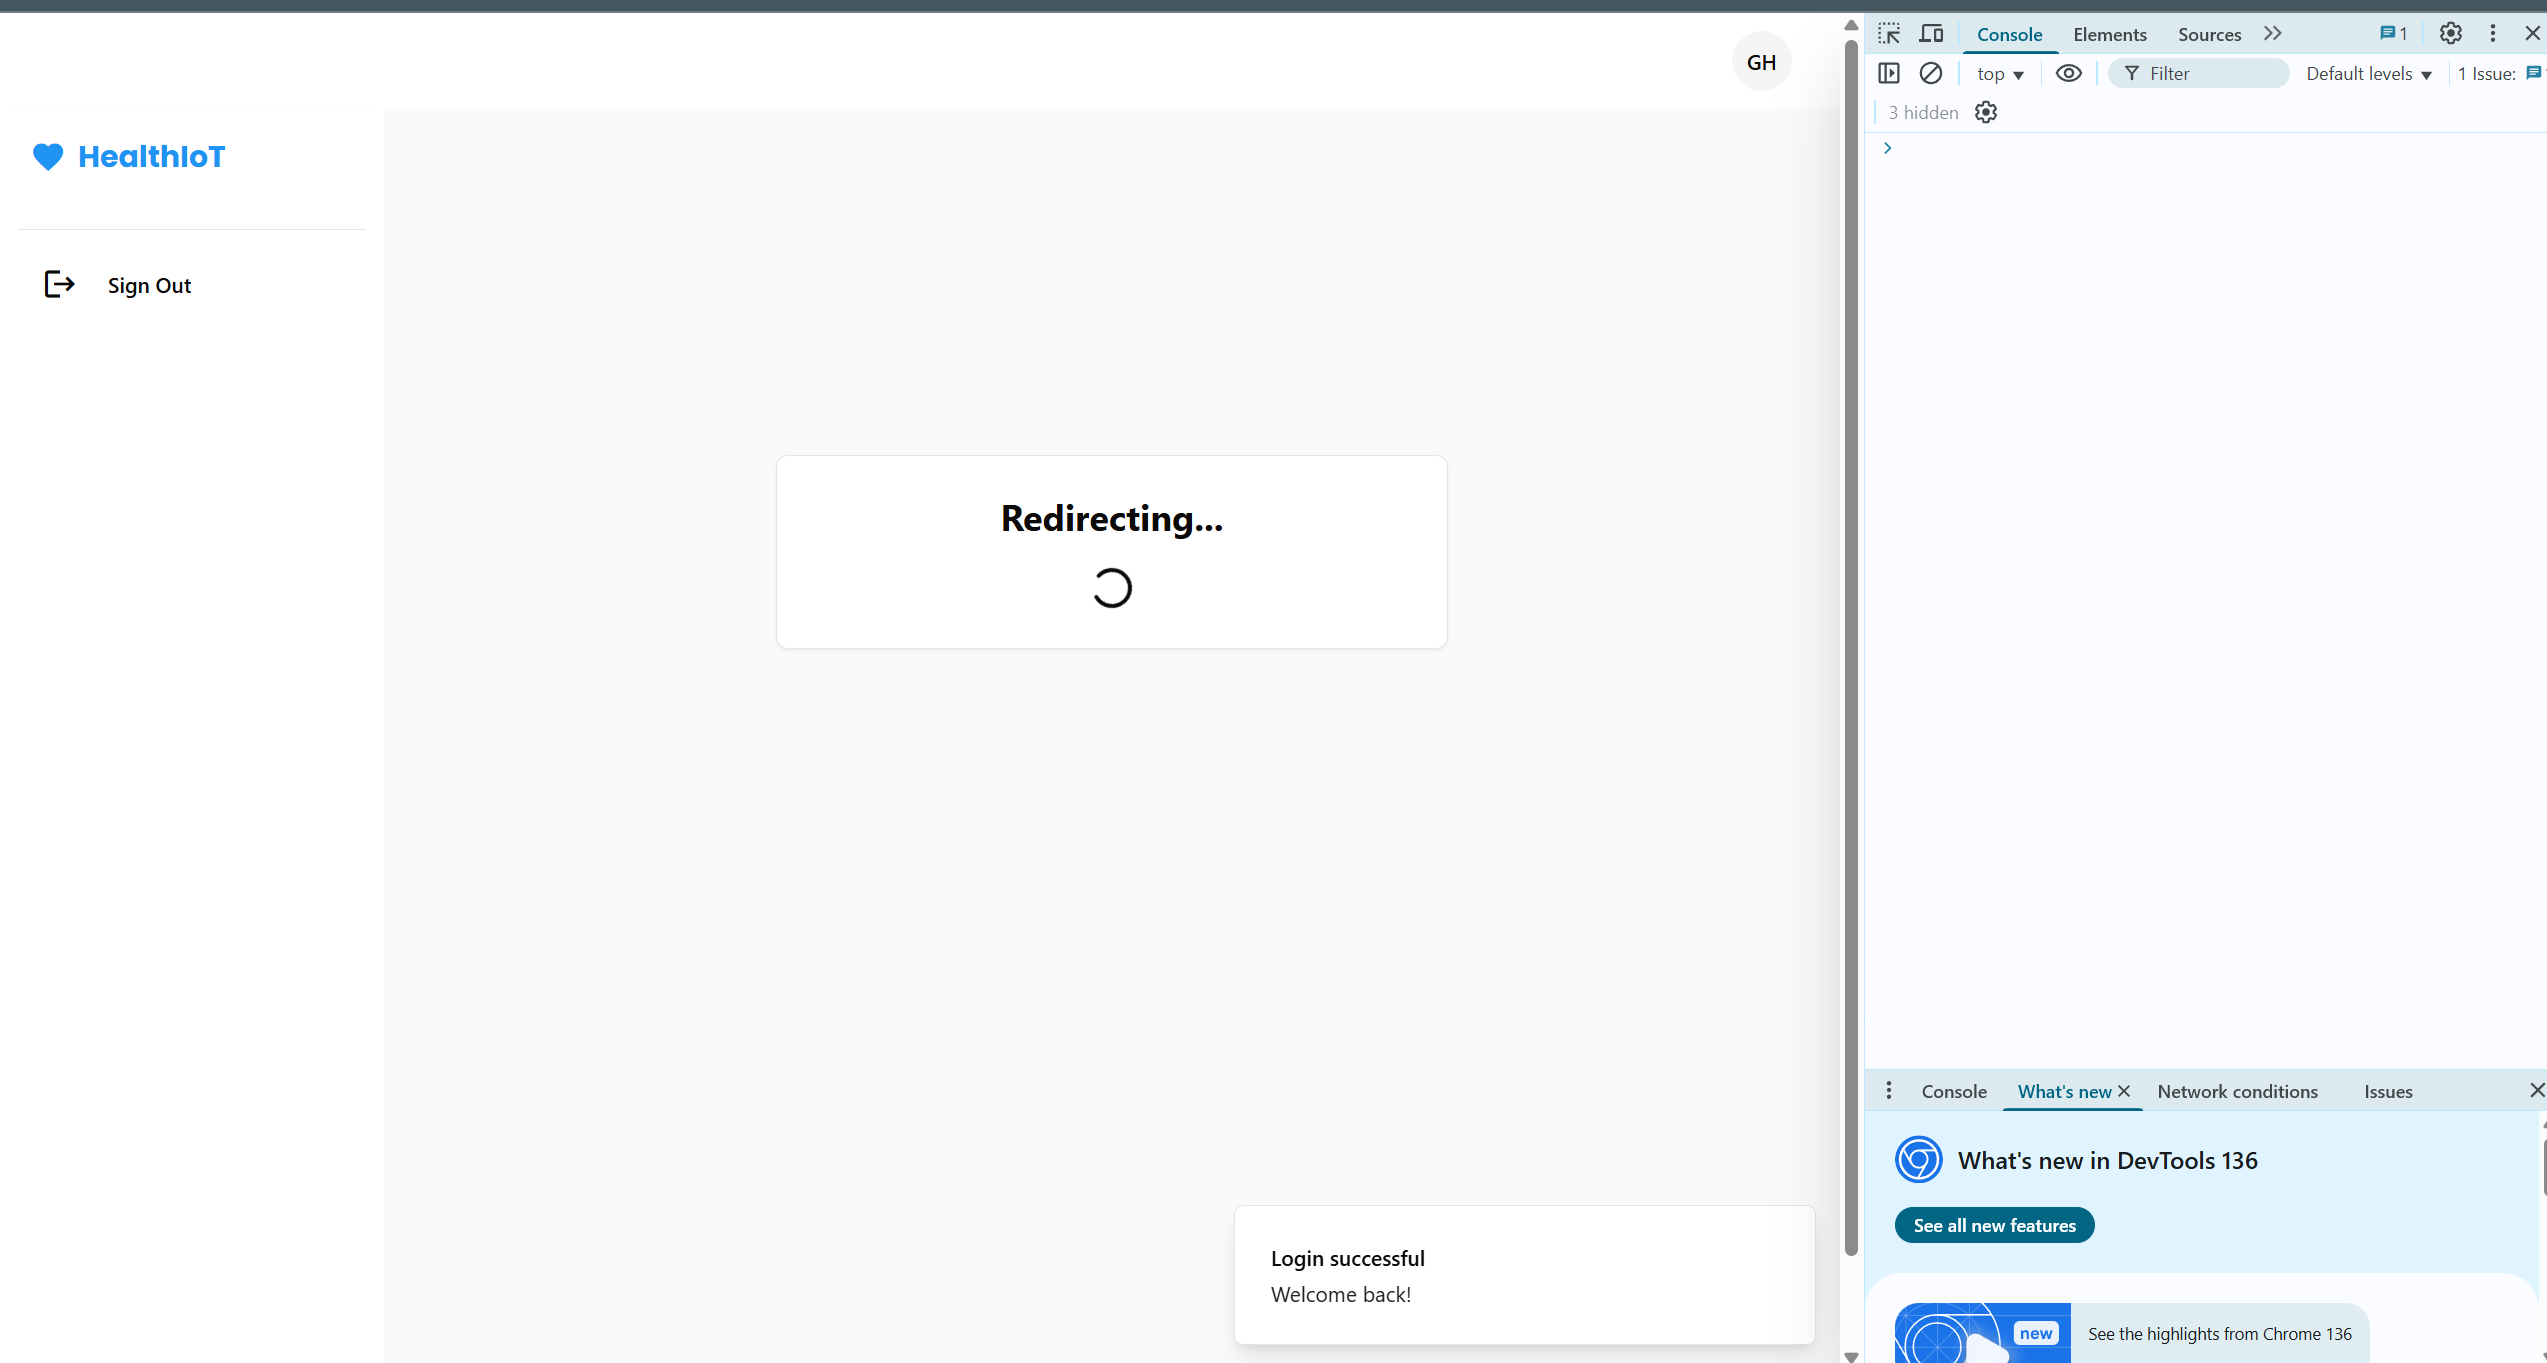 GH
HealthIoT
Sign Out
Redirecting...
Login successful
Welcome back!
Console Elements Sources 1
top Filter Default levels 1 Issue:
3 hidden
Console What's new Network conditions Issues
What's new in DevTools 136
See all new features
new See the highlights from Chrome 136